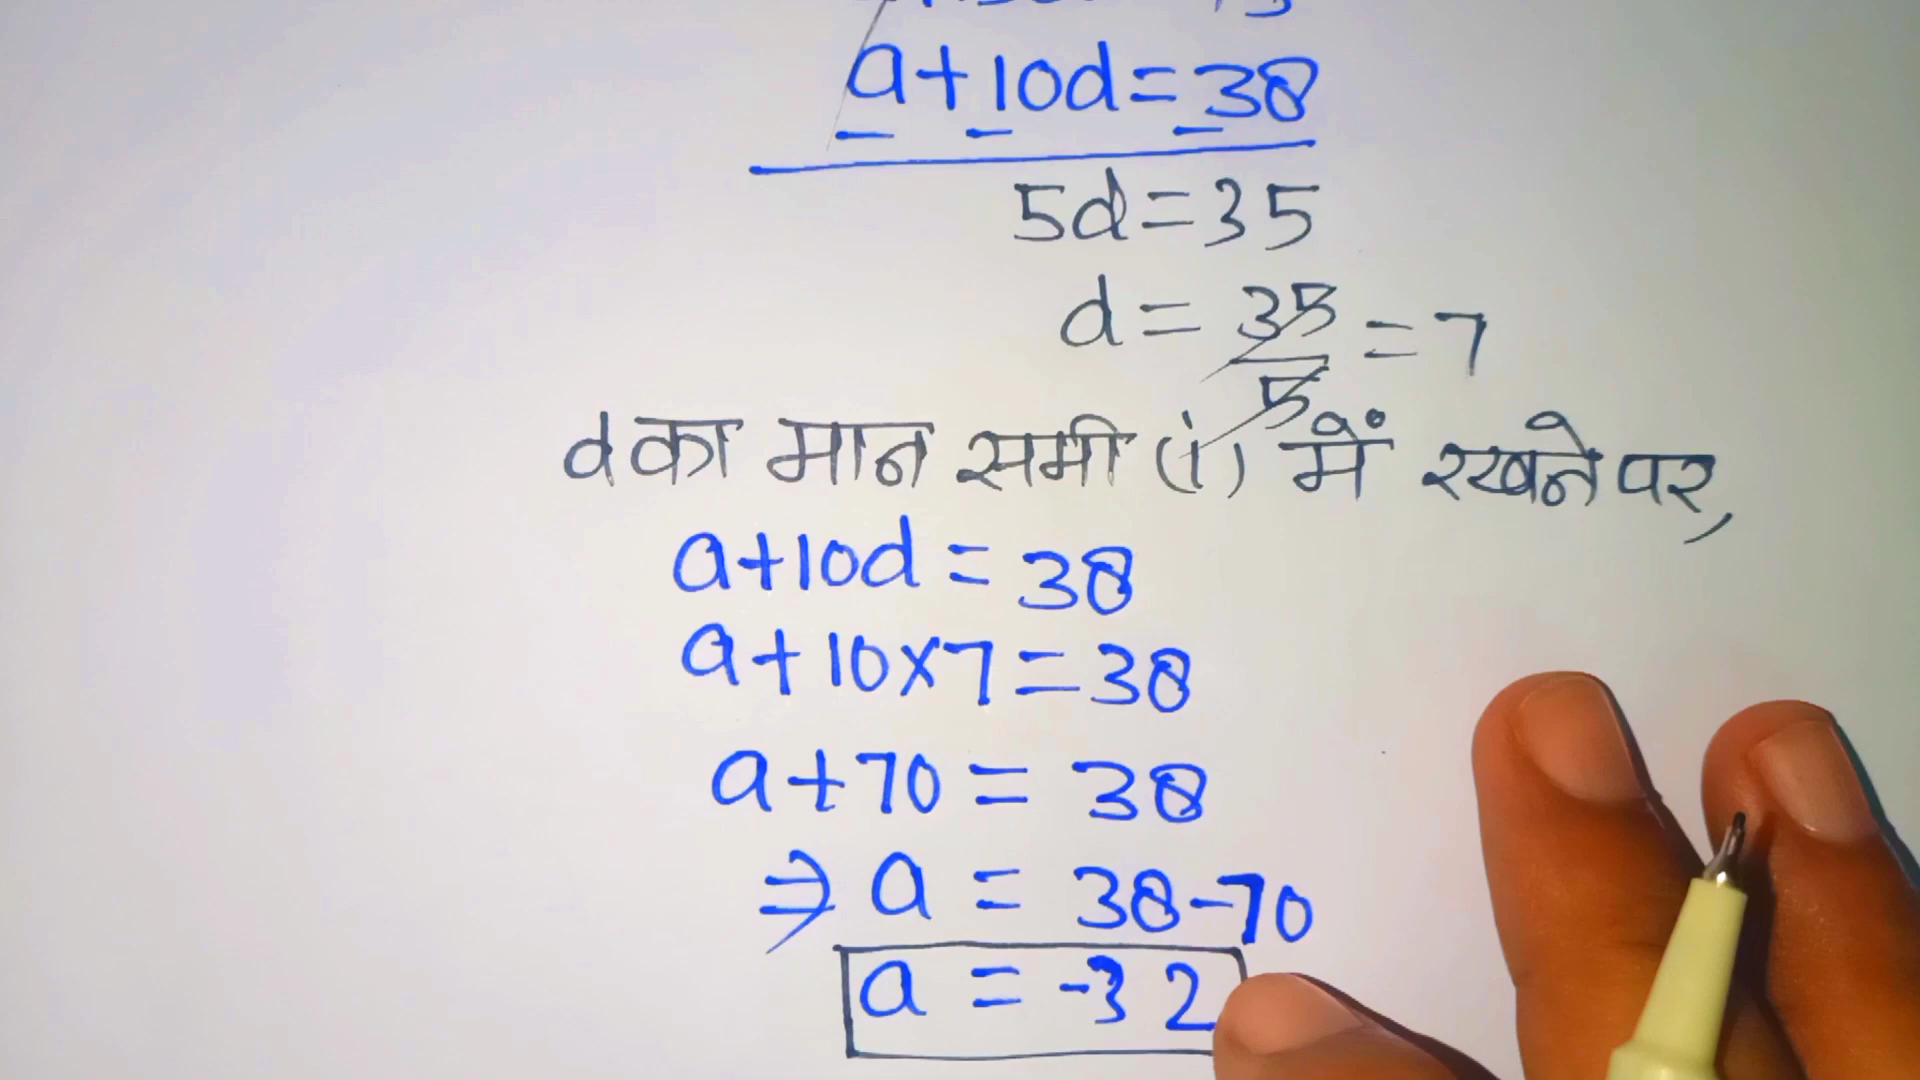 a+10d=38
5d=35
d=35/5=7
d का मान समी (i) में रखने पर,
a+10d=38
a+10×7=38
a+70=38
⇒ a = 38-70
a = -32